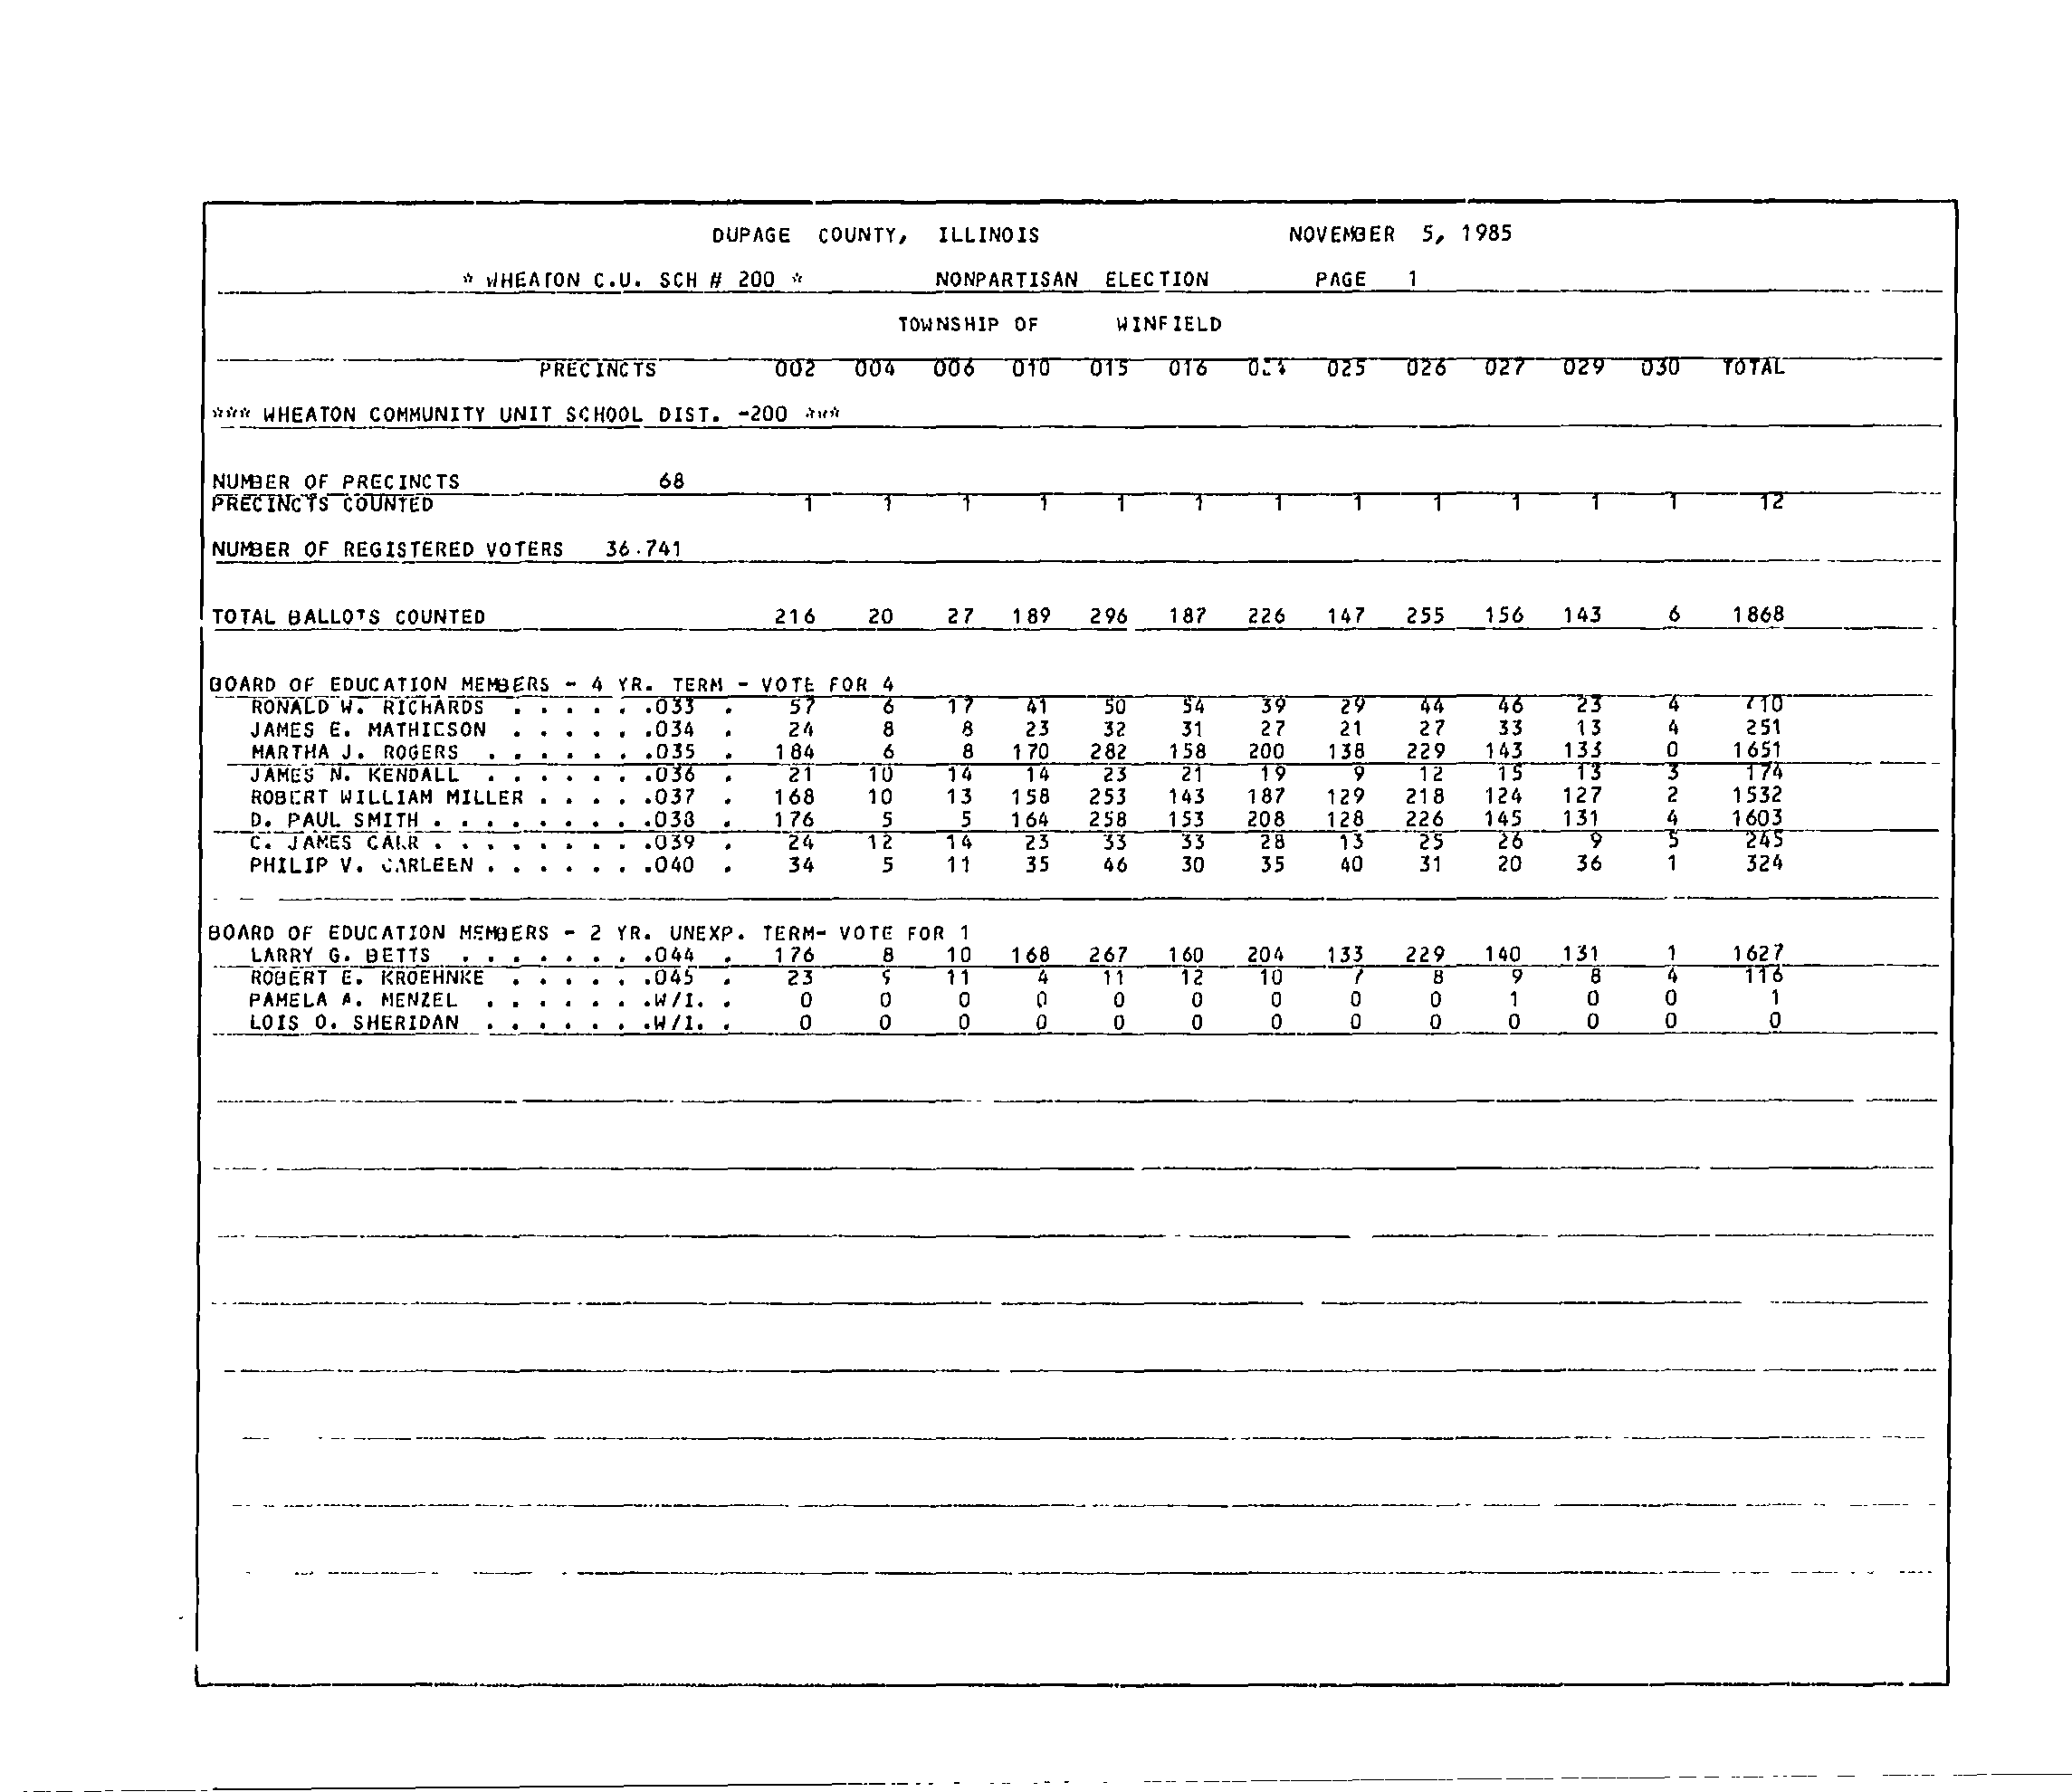 DUPAGE COUNTY, ILLINOIS NOVEMBER 5, 1985
* WHEATON C.U. SCH # 200 * NONPARTISAN ELECTION PAGE 1
TOWNSHIP OF WINFIELD
PRECINCTS 002 004 006 010 015 016 025 026 027 029 030 TOTAL
*** WHEATON COMMUNITY UNIT SCHOOL DIST. -200 ***
NUMBER OF PRECINCTS 68
PRECINCTS COUNTED 1 1 1 1 1 1 1 1 1 1 1 1 12
NUMBER OF REGISTERED VOTERS 36.741
TOTAL BALLOTS COUNTED 216 20 27 189 296 187 226 147 255 156 143 6 1868
BOARD OF EDUCATION MEMBERS - 4 YR. TERM - VOTE FOR 4
RONALD W. RICHARDS . . . . . .033 . 57 6 17 41 50 54 39 29 44 46 23 4 710
JAMES E. MATHIESON . . . . . .034 . 24 8 8 23 32 31 27 21 27 33 13 4 251
MARTHA J. ROGERS . . . . . . .035 . 184 6 8 170 282 158 200 138 229 143 133 0 1651
JAMES N. KENDALL . . . . . . .036 . 21 10 14 14 23 21 19 9 12 15 13 3 174
ROBERT WILLIAM MILLER . . . . .037 . 168 10 13 158 253 143 187 129 218 124 127 2 1532
D. PAUL SMITH . . . . . . . . .038 . 176 5 5 164 258 153 208 128 226 145 131 4 1603
C. JAMES . . . . . . . . .039 . 24 12 14 23 33 33 28 13 25 26 9 5 245
PHILIP V. CARLEEN . . . . . . .040 . 34 5 11 35 46 30 35 40 31 20 36 1 324
BOARD OF EDUCATION MEMBERS - 2 YR. UNEXP. TERM- VOTE FOR 1
LARRY G. BETTS . . . . . . . .044 . 176 8 10 168 267 160 204 133 229 140 131 1 1627
ROBERT E. KROEHNKE . . . . . .045 . 23 9 11 4 11 12 10 7 8 9 8 4 116
PAMELA A. MENZEL . . . . . . .W/I. . 0 0 0 0 0 0 0 0 0 1 0 0 1
LOIS O. SHERIDAN . . . . . . .W/I. . 0 0 0 0 0 0 0 0 0 0 0 0 0